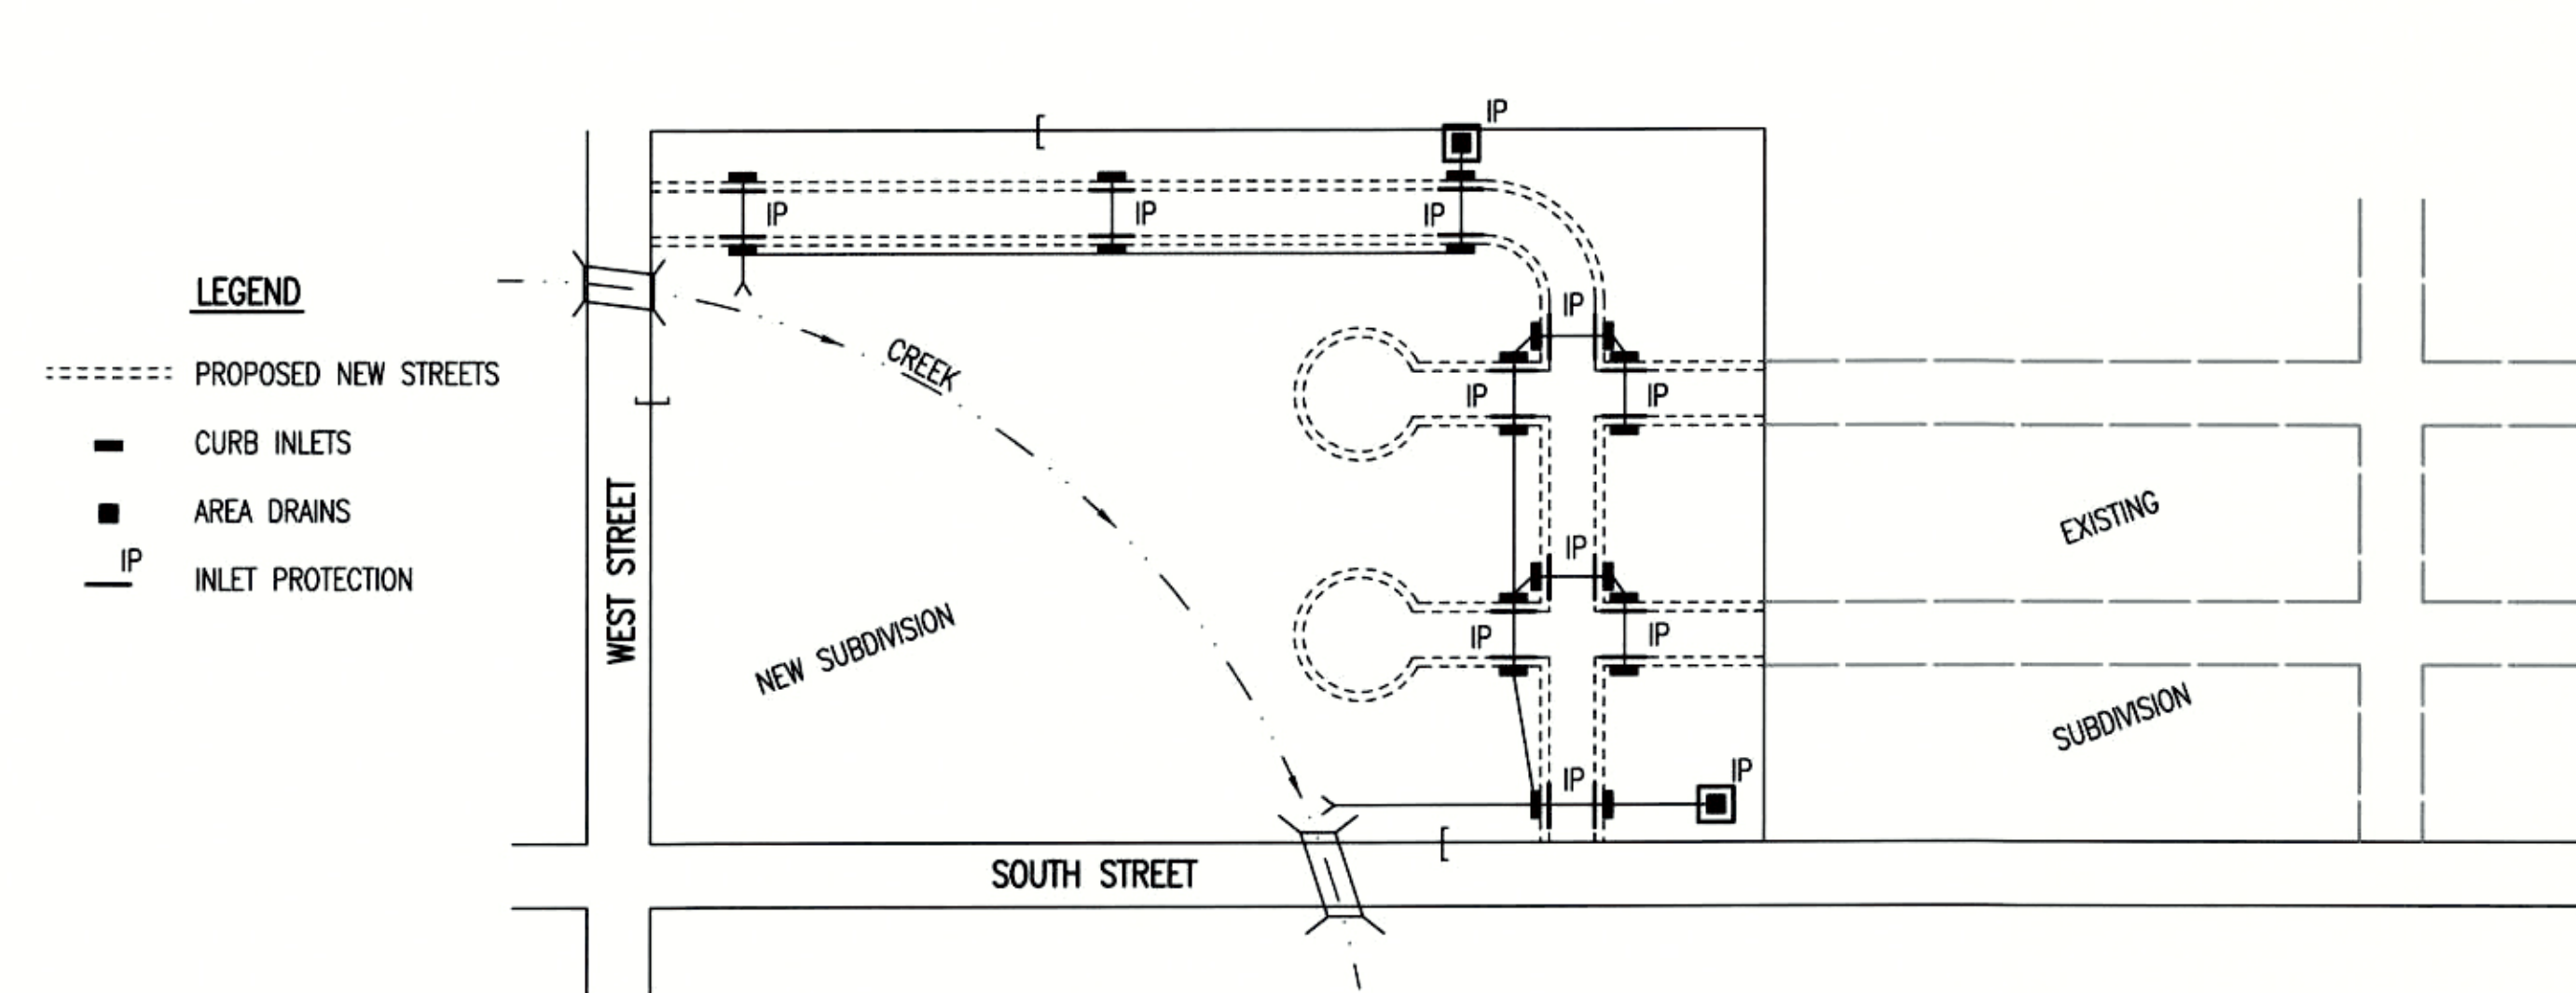 LEGEND
PROPOSED NEW STREETS
CURB INLETS
AREA DRAINS
IP
INLET PROTECTION
WEST STREET
SOUTH STREET
NEW SUBDIVISION
CREEK
IP
IP
IP
IP
IP
IP
IP
IP
IP
IP
IP
IP
EXISTING
SUBDIVISION